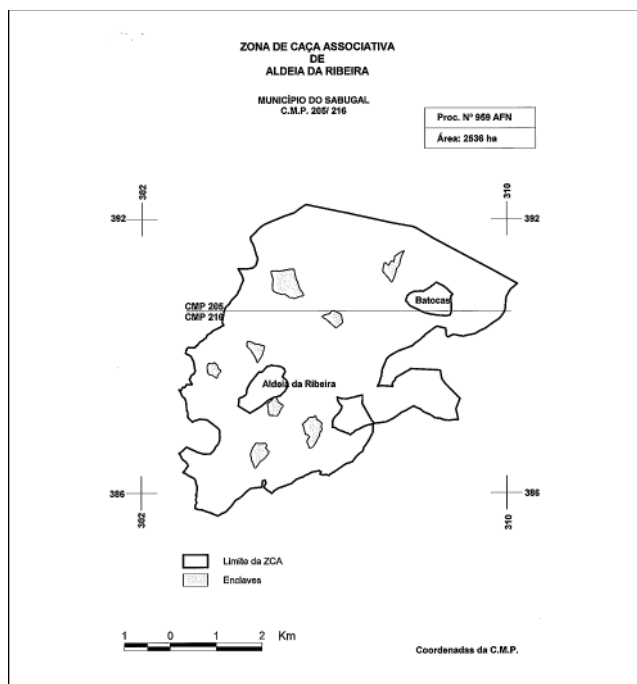 ZONA DE CAÇA ASSOCIATIVA
DE
ALDEIA DA RIBEIRA
MUNICÍPIO DO SABUGAL
C.M.P. 205/ 216
Proc. Nº 959 AFN
Área: 2536 ha
302
310
392
392
Batocas
CMP 205
CMP 216
Aldeia da Ribeira
386
386
302
310
Limite da ZCA
Enclaves
1 0 1 2 Km
Coordenadas da C.M.P.